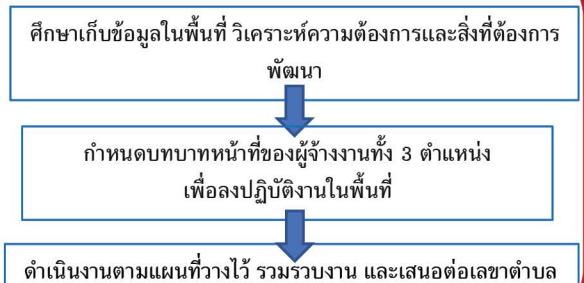 ศึกษาเก็บข้อมูลในพื้นที่ วิเคราะห์ความต้องการและสิ่งที่ต้องการ
พัฒนา
กำหนดบทบาทหน้าที่ของผู้จ้างงานทั้ง 3 ตำแหน่ง
เพื่อลงปฏิบัติงานในพื้นที่
ดำเนินงานตามแผนที่วางไว้ รวมรวบงาน และเสนอต่อเลขาตำบล